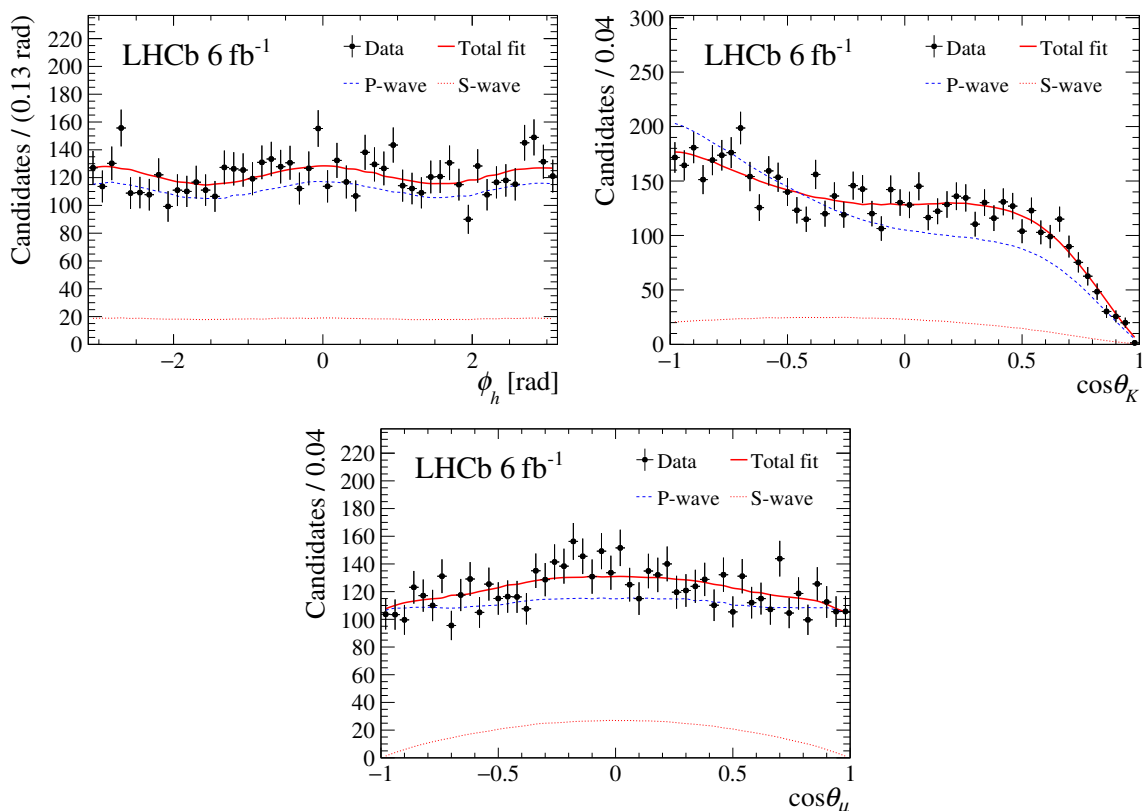 Candidates / (0.13 rad)
LHCb 6 fb⁻¹
Data
Total fit
P-wave
S-wave
220
200
180
160
140
120
100
80
60
40
20
0
−2 0 2
ϕ_h [rad]
Candidates / 0.04
LHCb 6 fb⁻¹
Data
Total fit
P-wave
S-wave
300
250
200
150
100
50
0
−1 −0.5 0 0.5 1
cosθ_K
Candidates / 0.04
LHCb 6 fb⁻¹
Data
Total fit
P-wave
S-wave
220
200
180
160
140
120
100
80
60
40
20
0
−1 −0.5 0 0.5 1
cosθ_μ